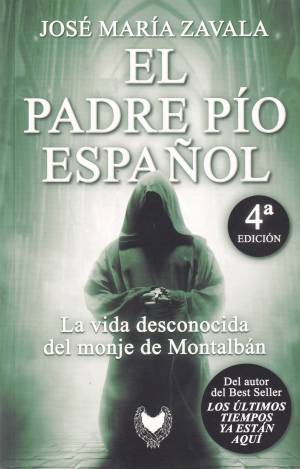 JOSÉ MARÍA ZAVALA
EL
PADRE PÍO
ESPAÑOL
4ª
EDICIÓN
La vida desconocida
del monje de Montalbán
Del autor
del Best Seller
LOS ÚLTIMOS
TIEMPOS
YA ESTÁN
AQUÍ